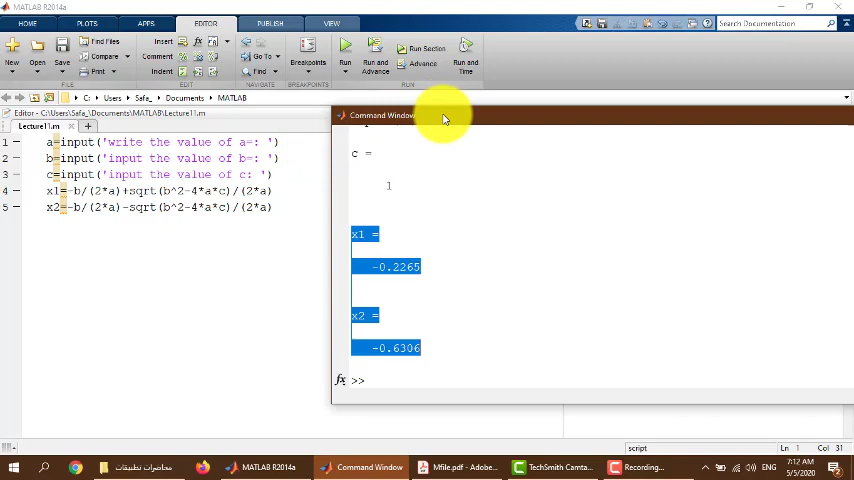 MATLAB R2014a
HOME PLOTS APPS EDITOR PUBLISH VIEW
Search Documentation
New Open Save Find Files Compare Print
Insert fx Comment Indent
Go To Find
Breakpoints
Run Run and Advance Run Section Advance Run and Time
FILE EDIT NAVIGATE BREAKPOINTS RUN
C: Users Safa_ Documents MATLAB
Editor - C:\Users\Safa_\Documents\MATLAB\Lecture11.m
Lecture11.m
1 a=input('write the value of a=: ')
2 b=input('input the value of b=: ')
3 c=input('input the value of c: ')
4 x1=-b/(2*a)+sqrt(b^2-4*a*c)/(2*a)
5 x2=-b/(2*a)-sqrt(b^2-4*a*c)/(2*a)
Command Window
c =
1
x1 =
-0.2265
x2 =
-0.6306
fx >>
script Ln 1 Col 31
محاضرات تطبيقات
MATLAB R2014a
Command Window
Mfile.pdf - Adobe...
TechSmith Camta...
Recording...
ENG
7:12 AM
5/5/2020
2